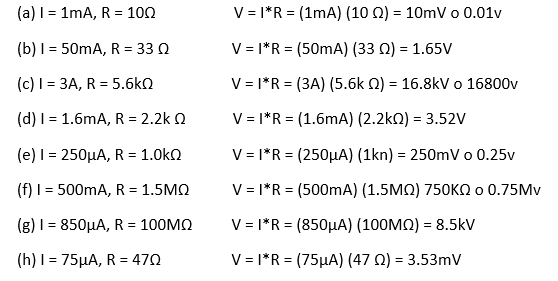 (a) I = 1mA, R = 10Ω V = I*R = (1mA) (10 Ω) = 10mV o 0.01v
(b) I = 50mA, R = 33 Ω V = I*R = (50mA) (33 Ω) = 1.65V
(c) I = 3A, R = 5.6kΩ V = I*R = (3A) (5.6k Ω) = 16.8kV o 16800v
(d) I = 1.6mA, R = 2.2k Ω V = I*R = (1.6mA) (2.2kΩ) = 3.52V
(e) I = 250µA, R = 1.0kΩ V = I*R = (250µA) (1kn) = 250mV o 0.25v
(f) I = 500mA, R = 1.5MΩ V = I*R = (500mA) (1.5MΩ) 750KΩ o 0.75Mv
(g) I = 850µA, R = 100MΩ V = I*R = (850µA) (100MΩ) = 8.5kV
(h) I = 75µA, R = 47Ω V = I*R = (75µA) (47 Ω) = 3.53mV